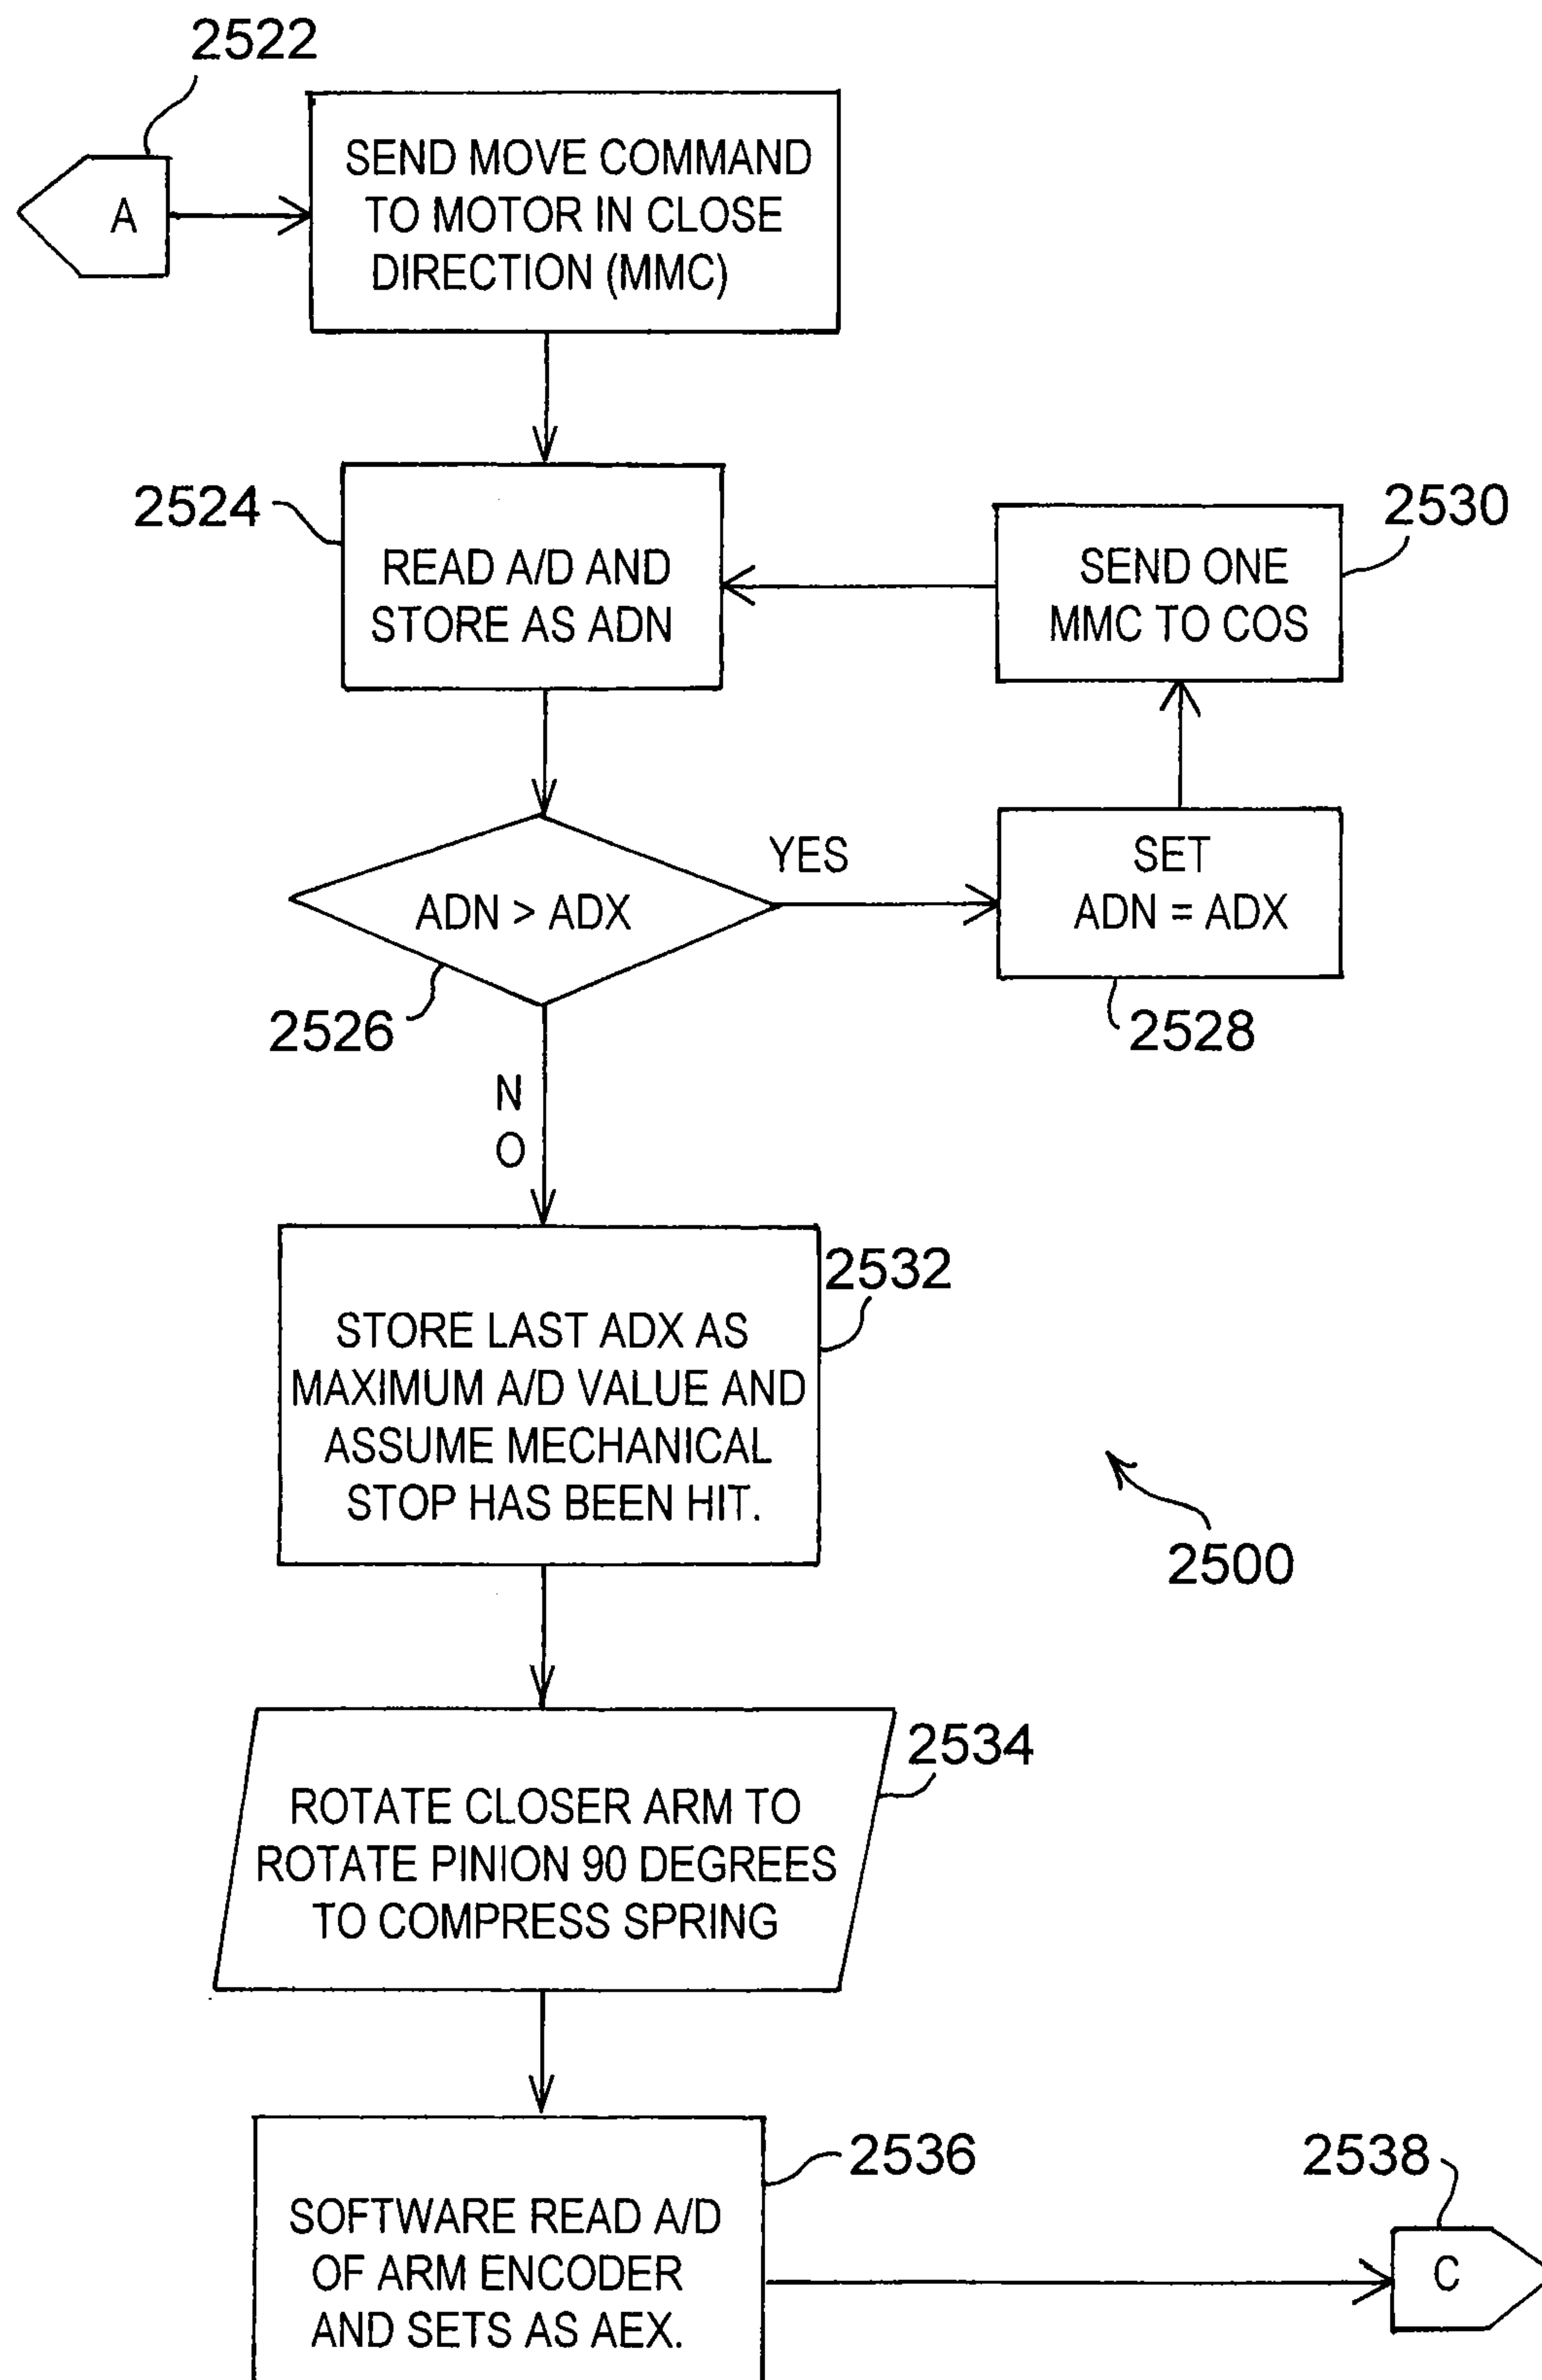 2522
A
SEND MOVE COMMAND
TO MOTOR IN CLOSE
DIRECTION (MMC)
2524
READ A/D AND
STORE AS ADN
2530
SEND ONE
MMC TO COS
ADN > ADX
2526
YES
SET
ADN = ADX
2528
N
O
2532
STORE LAST ADX AS
MAXIMUM A/D VALUE AND
ASSUME MECHANICAL
STOP HAS BEEN HIT.
2500
2534
ROTATE CLOSER ARM TO
ROTATE PINION 90 DEGREES
TO COMPRESS SPRING
2536
SOFTWARE READ A/D
OF ARM ENCODER
AND SETS AS AEX.
2538
C